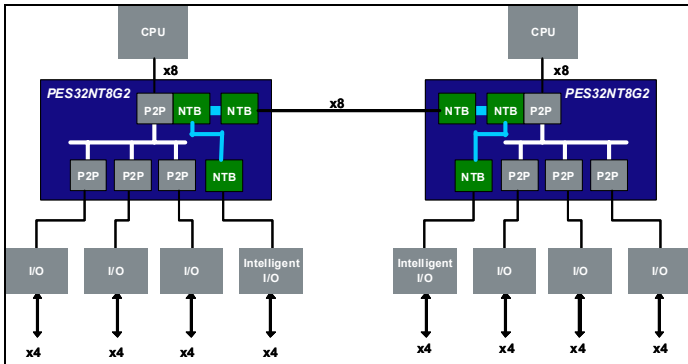 CPU
CPU
x8
x8
PES32NT8G2
PES32NT8G2
P2P
NTB
NTB
x8
NTB
NTB
P2P
P2P
P2P
P2P
NTB
NTB
P2P
P2P
P2P
I/O
I/O
I/O
Intelligent
I/O
Intelligent
I/O
I/O
I/O
I/O
x4
x4
x4
x4
x4
x4
x4
x4